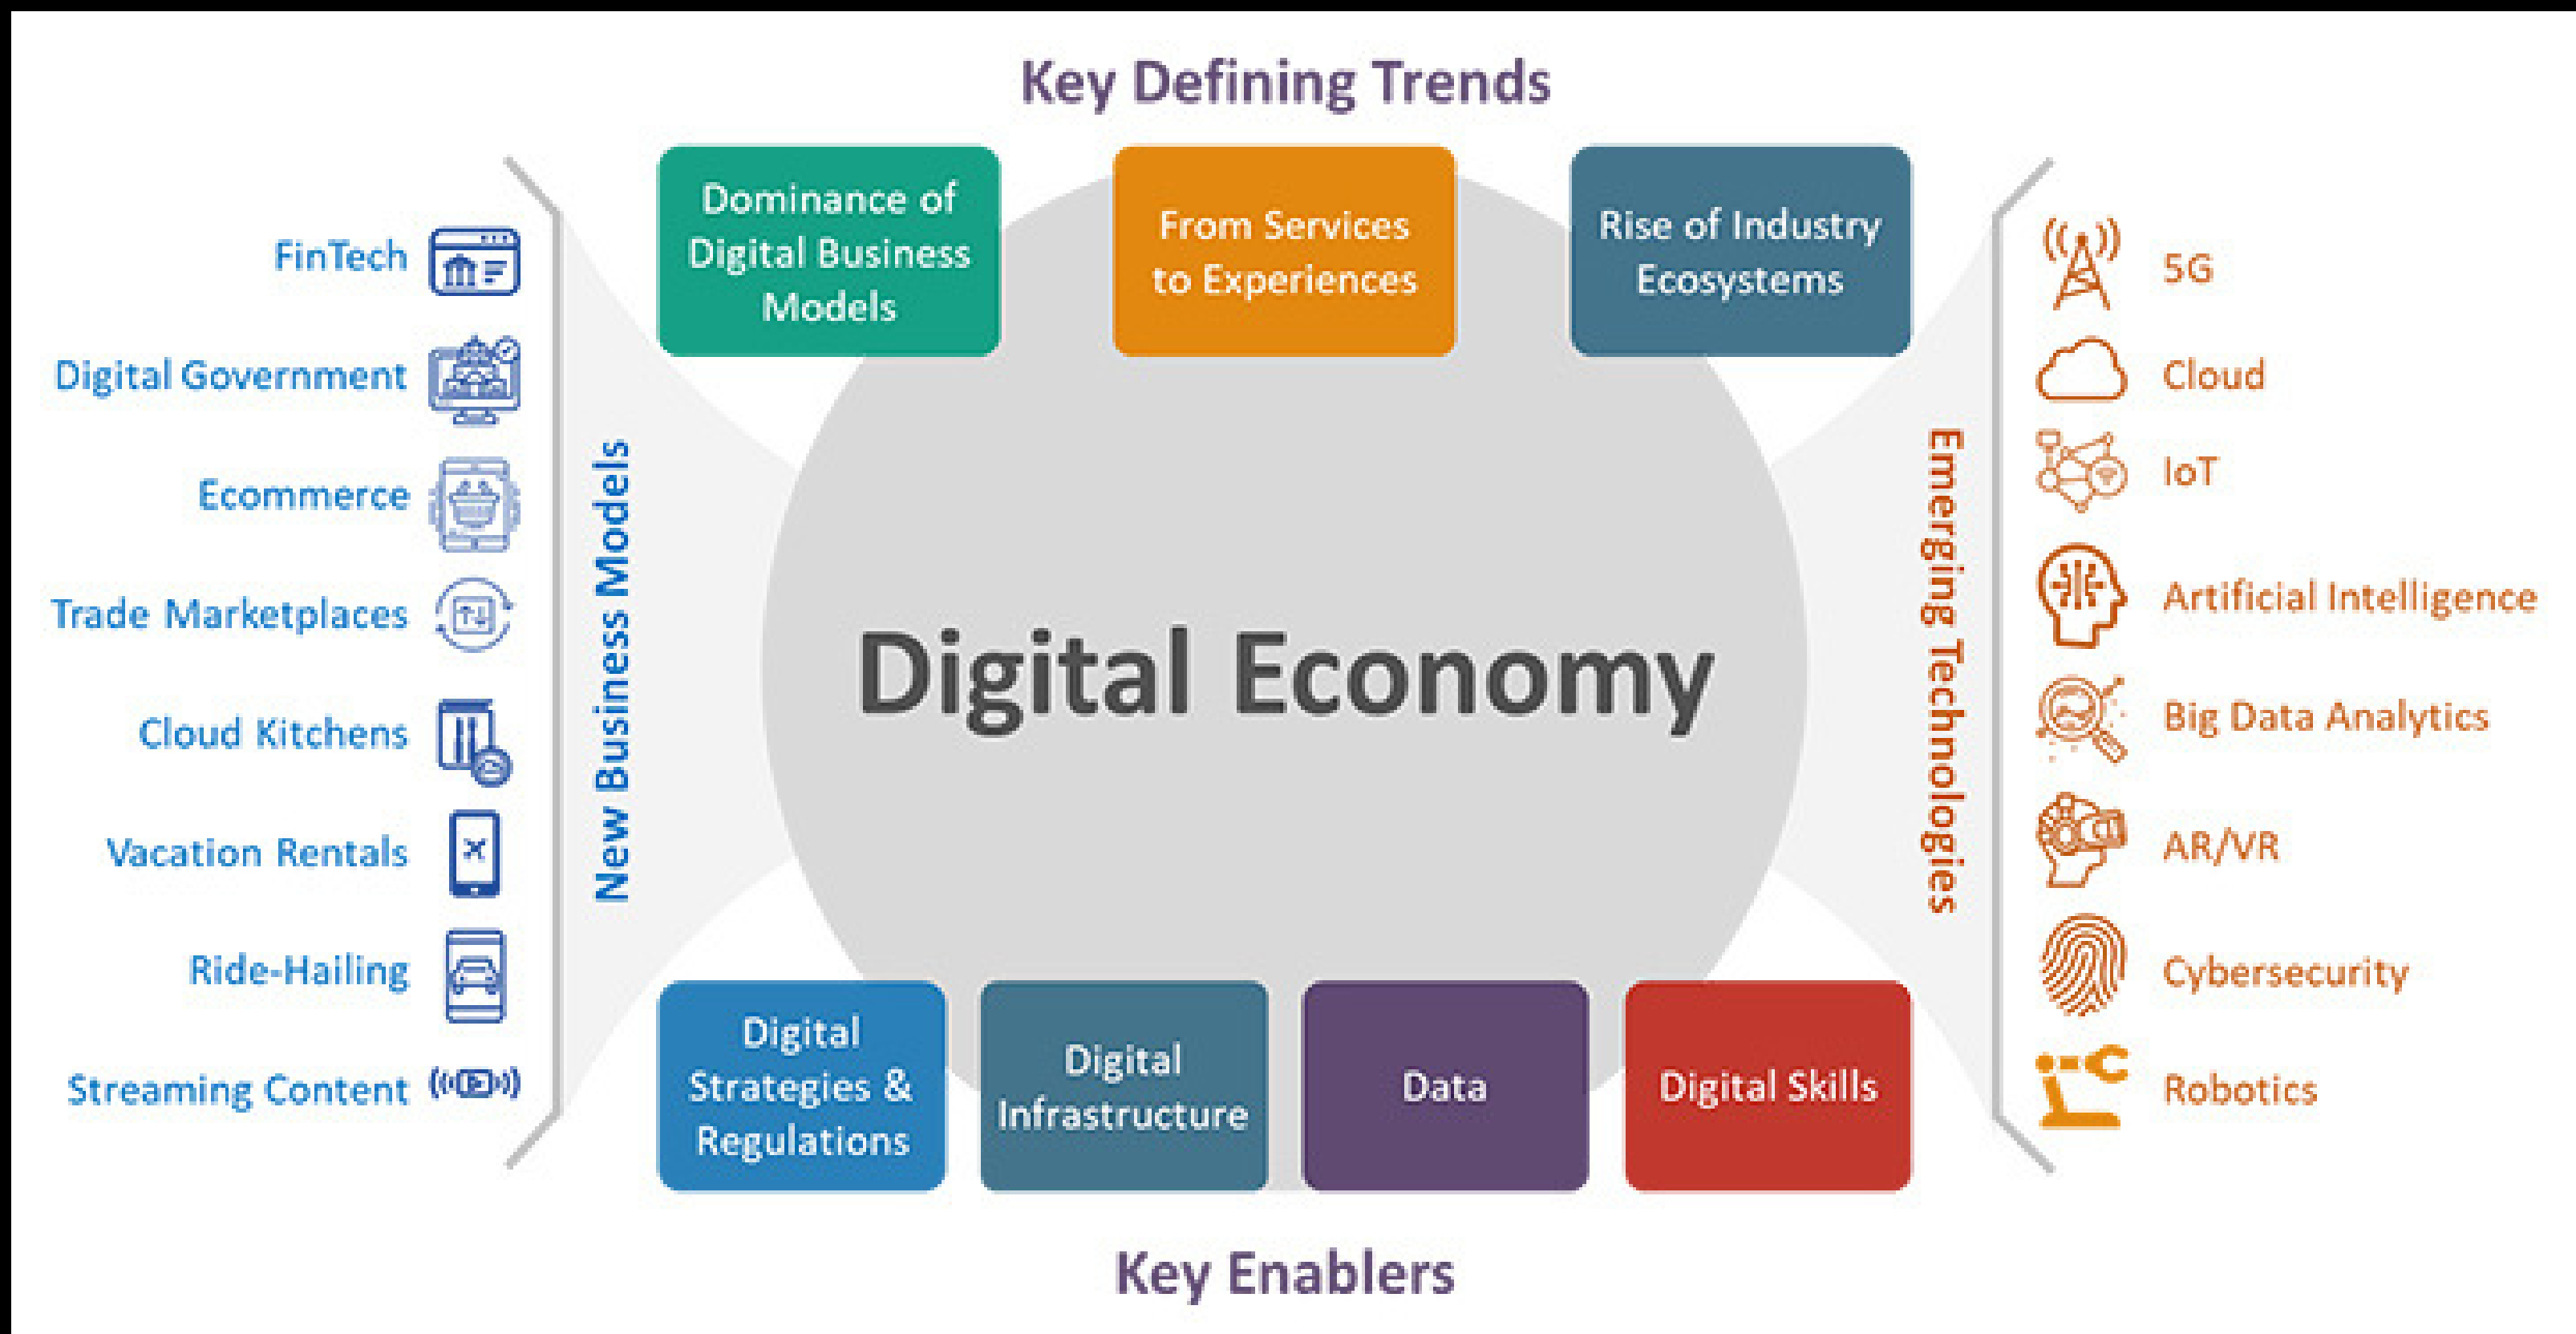 Key Defining Trends
Dominance of
Digital Business
Models
From Services
to Experiences
Rise of Industry
Ecosystems
FinTech
Digital Government
Ecommerce
Trade Marketplaces
Cloud Kitchens
Vacation Rentals
Ride-Hailing
Streaming Content
New Business Models
Digital Economy
Emerging Technologies
5G
Cloud
IoT
Artificial Intelligence
Big Data Analytics
AR/VR
Cybersecurity
Robotics
Digital
Strategies &
Regulations
Digital
Infrastructure
Data
Digital Skills
Key Enablers